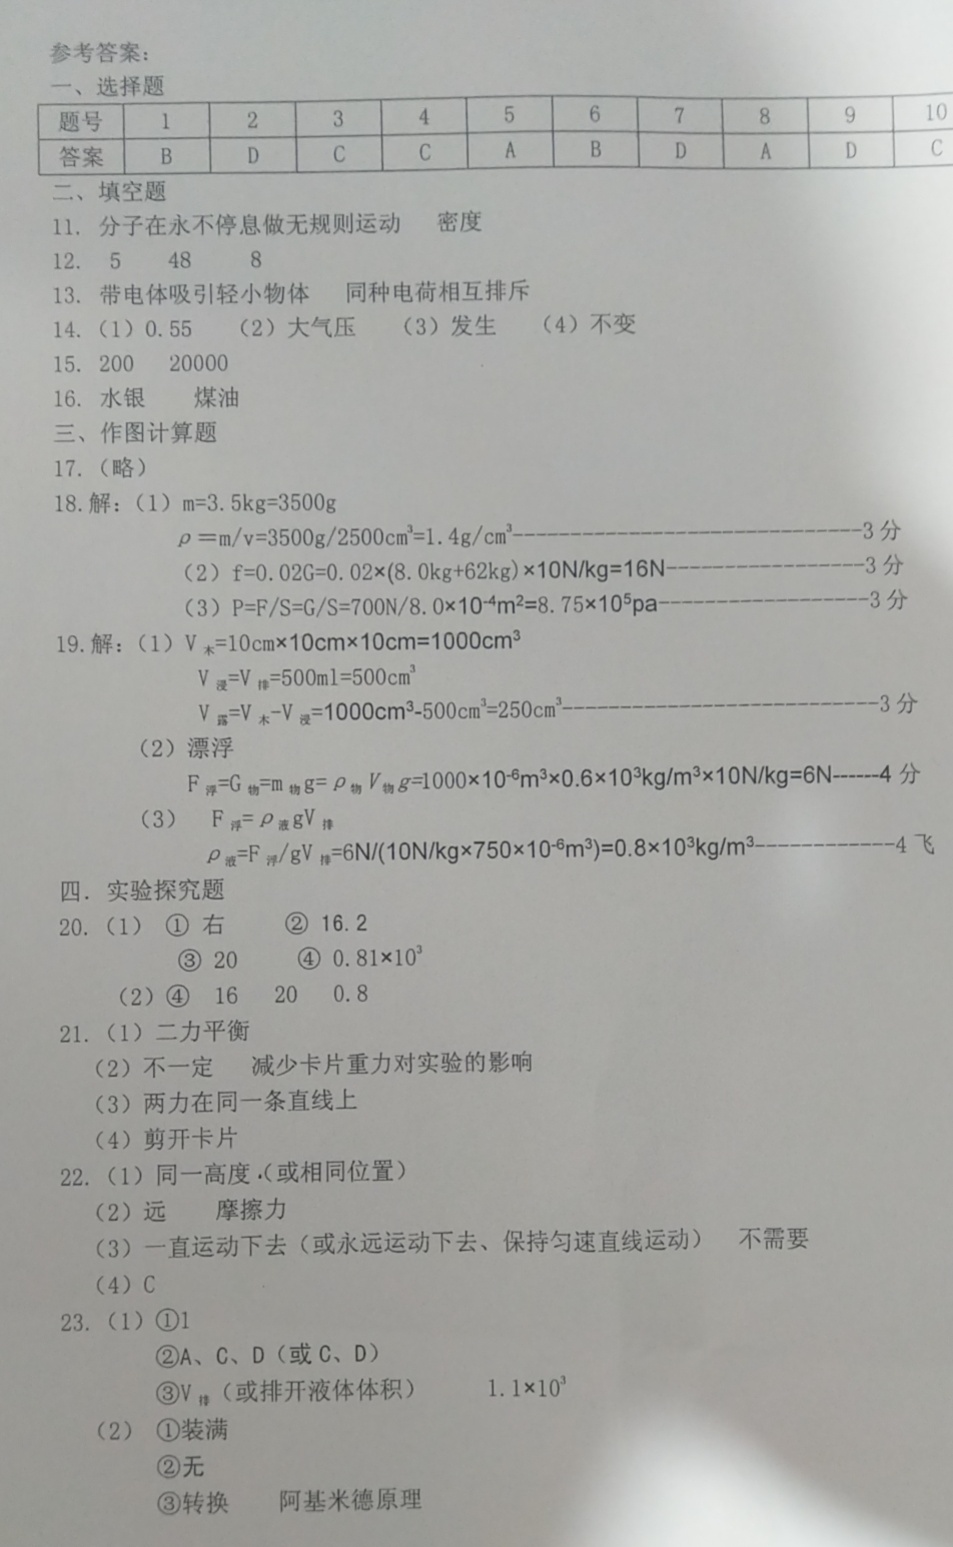 参考答案：
一、选择题
题号 1 2 3 4 5 6 7 8 9 10
答案 B D C C A B D A D C
二、填空题
11. 分子在永不停息做无规则运动 密度
12. 5 48 8
13. 带电体吸引轻小物体 同种电荷相互排斥
14.（1）0.55 （2）大气压 （3）发生 （4）不变
15. 200 20000
16. 水银 煤油
三、作图计算题
17.（略）
18.解：（1）m=3.5kg=3500g
ρ=m/v=3500g/2500cm³=1.4g/cm³------------------------------3分
（2）f=0.02G=0.02×(8.0kg+62kg)×10N/kg=16N-----------------3分
（3）P=F/S=G/S=700N/8.0×10⁻⁴m²=8.75×10⁵pa------------------3分
19.解：（1）V木=10cm×10cm×10cm=1000cm³
V浸=V排=500ml=500cm³
V露=V木-V浸=1000cm³-500cm³=250cm³---------------------------3分
（2）漂浮
F浮=G物=m物g=ρ物V物g=1000×10⁻⁶m³×0.6×10³kg/m³×10N/kg=6N------4分
（3） F浮=ρ液gV排
ρ液=F浮/gV排=6N/(10N/kg×750×10⁻⁶m³)=0.8×10³kg/m³------------4飞
四．实验探究题
20.（1）① 右 ② 16.2
③ 20 ④ 0.81×10³
（2）④ 16 20 0.8
21.（1）二力平衡
（2）不一定 减少卡片重力对实验的影响
（3）两力在同一条直线上
（4）剪开卡片
22.（1）同一高度.（或相同位置）
（2）远 摩擦力
（3）一直运动下去（或永远运动下去、保持匀速直线运动） 不需要
（4）C
23.（1）①1
②A、C、D（或C、D）
③V排（或排开液体体积） 1.1×10³
（2） ①装满
②无
③转换 阿基米德原理